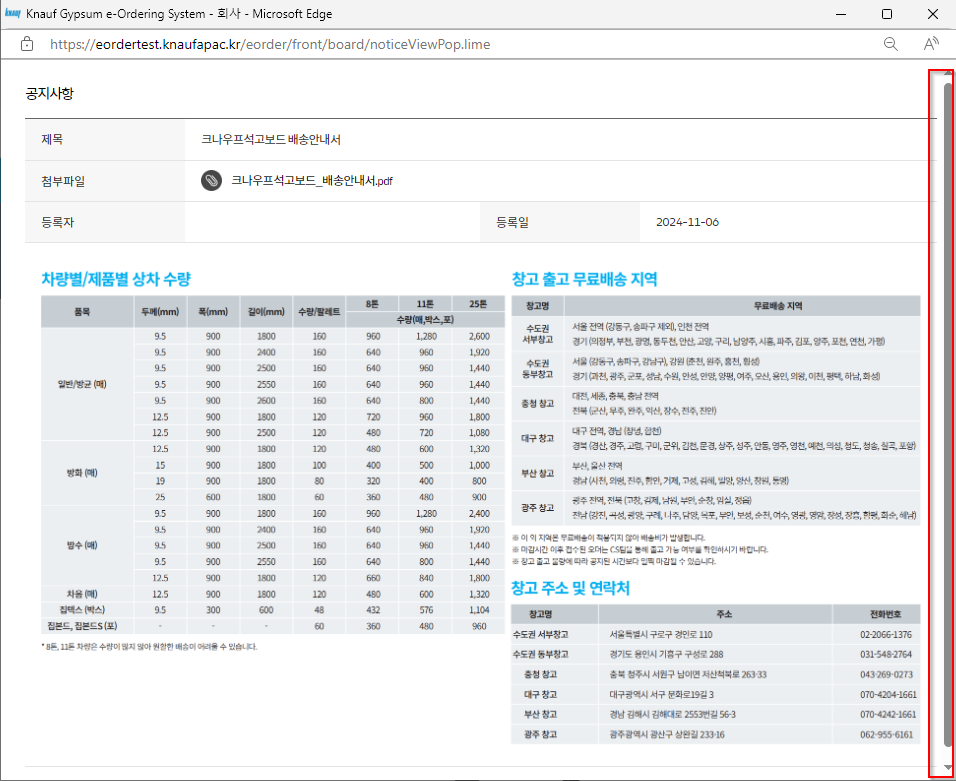 Knauf Gypsum e-Ordering System - 회사 - Microsoft Edge
https://eordertest.knaufapac.kr/eorder/front/board/noticeViewPop.lime
공지사항
제목 크나우프석고보드 배송안내서
첨부파일 크나우프석고보드_배송안내서.pdf
등록자 등록일 2024-11-06
차량별/제품별 상차 수량
품목 두께(mm) 폭(mm) 길이(mm) 수량/팔레트 8톤 11톤 25톤
수량(매,박스,포)
일반/방균 (매)
9.5 900 1800 160 960 1,280 2,600
9.5 900 2400 160 640 960 1,920
9.5 900 2500 160 640 960 1,440
9.5 900 2550 160 640 960 1,440
9.5 900 2600 160 640 800 1,440
12.5 900 1800 120 720 960 1,800
12.5 900 2500 120 480 720 1,080
방화 (매)
12.5 900 1800 120 480 600 1,320
15 900 1800 100 400 500 1,000
19 900 1800 80 320 400 800
25 600 1800 60 360 480 900
방수 (매)
9.5 900 1800 160 960 1,280 2,400
9.5 900 2400 160 640 960 1,920
9.5 900 2500 160 640 960 1,440
9.5 900 2550 160 640 800 1,440
12.5 900 1800 120 660 840 1,800
차음 (매) 12.5 900 1800 120 480 600 1,320
집텍스 (박스) 9.5 300 600 48 432 576 1,104
집본드, 집본드S (포) - - - 60 360 480 960
* 8톤, 11톤 차량은 수량이 많지 않아 원활한 배송이 어려울 수 있습니다.
창고 출고 무료배송 지역
창고명 무료배송 지역
수도권 서부창고
서울 전역 (강동구, 송파구 제외), 인천 전역
경기 (의정부, 부천, 광명, 동두천, 안산, 고양, 구리, 남양주, 시흥, 파주, 김포, 양주, 포천, 연천, 가평)
수도권 동부창고
서울 (강동구, 송파구, 강남구), 강원 (춘천, 원주, 홍천, 횡성)
경기 (과천, 광주, 군포, 성남, 수원, 안성, 안양, 양평, 여주, 오산, 용인, 의왕, 이천, 평택, 하남, 화성)
충청 창고
대전, 세종, 충북, 충남 전역
전북 (군산, 무주, 완주, 익산, 장수, 전주, 진안)
대구 창고
대구 전역, 경남 (창녕, 합천)
경북 (경산, 경주, 고령, 구미, 군위, 김천, 문경, 상주, 성주, 안동, 영주, 영천, 예천, 의성, 청도, 청송, 칠곡, 포항)
부산 창고
부산, 울산 전역
경남 (사천, 의령, 진주, 함안, 거제, 고성, 김해, 밀양, 양산, 창원, 통영)
광주 창고
광주 전역, 전북 (고창, 김제, 남원, 부안, 순창, 임실, 정읍)
전남 (강진, 곡성, 광양, 구례, 나주, 담양, 목포, 무안, 보성, 순천, 여수, 영광, 영암, 장성, 장흥, 함평, 화순, 해남)
※ 이 외 지역은 무료배송이 적용되지 않아 배송비가 발생됩니다.
※ 마감시간 이후 접수된 오더는 CS팀을 통해 출고 가능 여부를 확인하시기 바랍니다.
※ 창고 출고 물량에 따라 공지된 시간보다 일찍 마감될 수 있습니다.
창고 주소 및 연락처
창고명 주소 전화번호
수도권 서부창고 서울특별시 구로구 경인로 110 02-2066-1376
수도권 동부창고 경기도 용인시 기흥구 구성로 288 031-548-2764
충청 창고 충북 청주시 서원구 남이면 저산척북로 263-33 043-269-0273
대구 창고 대구광역시 서구 문화로19길 3 070-4204-1661
부산 창고 경남 김해시 김해대로 2553번길 56-3 070-4242-1661
광주 창고 광주광역시 광산구 상완길 233-16 062-955-6161